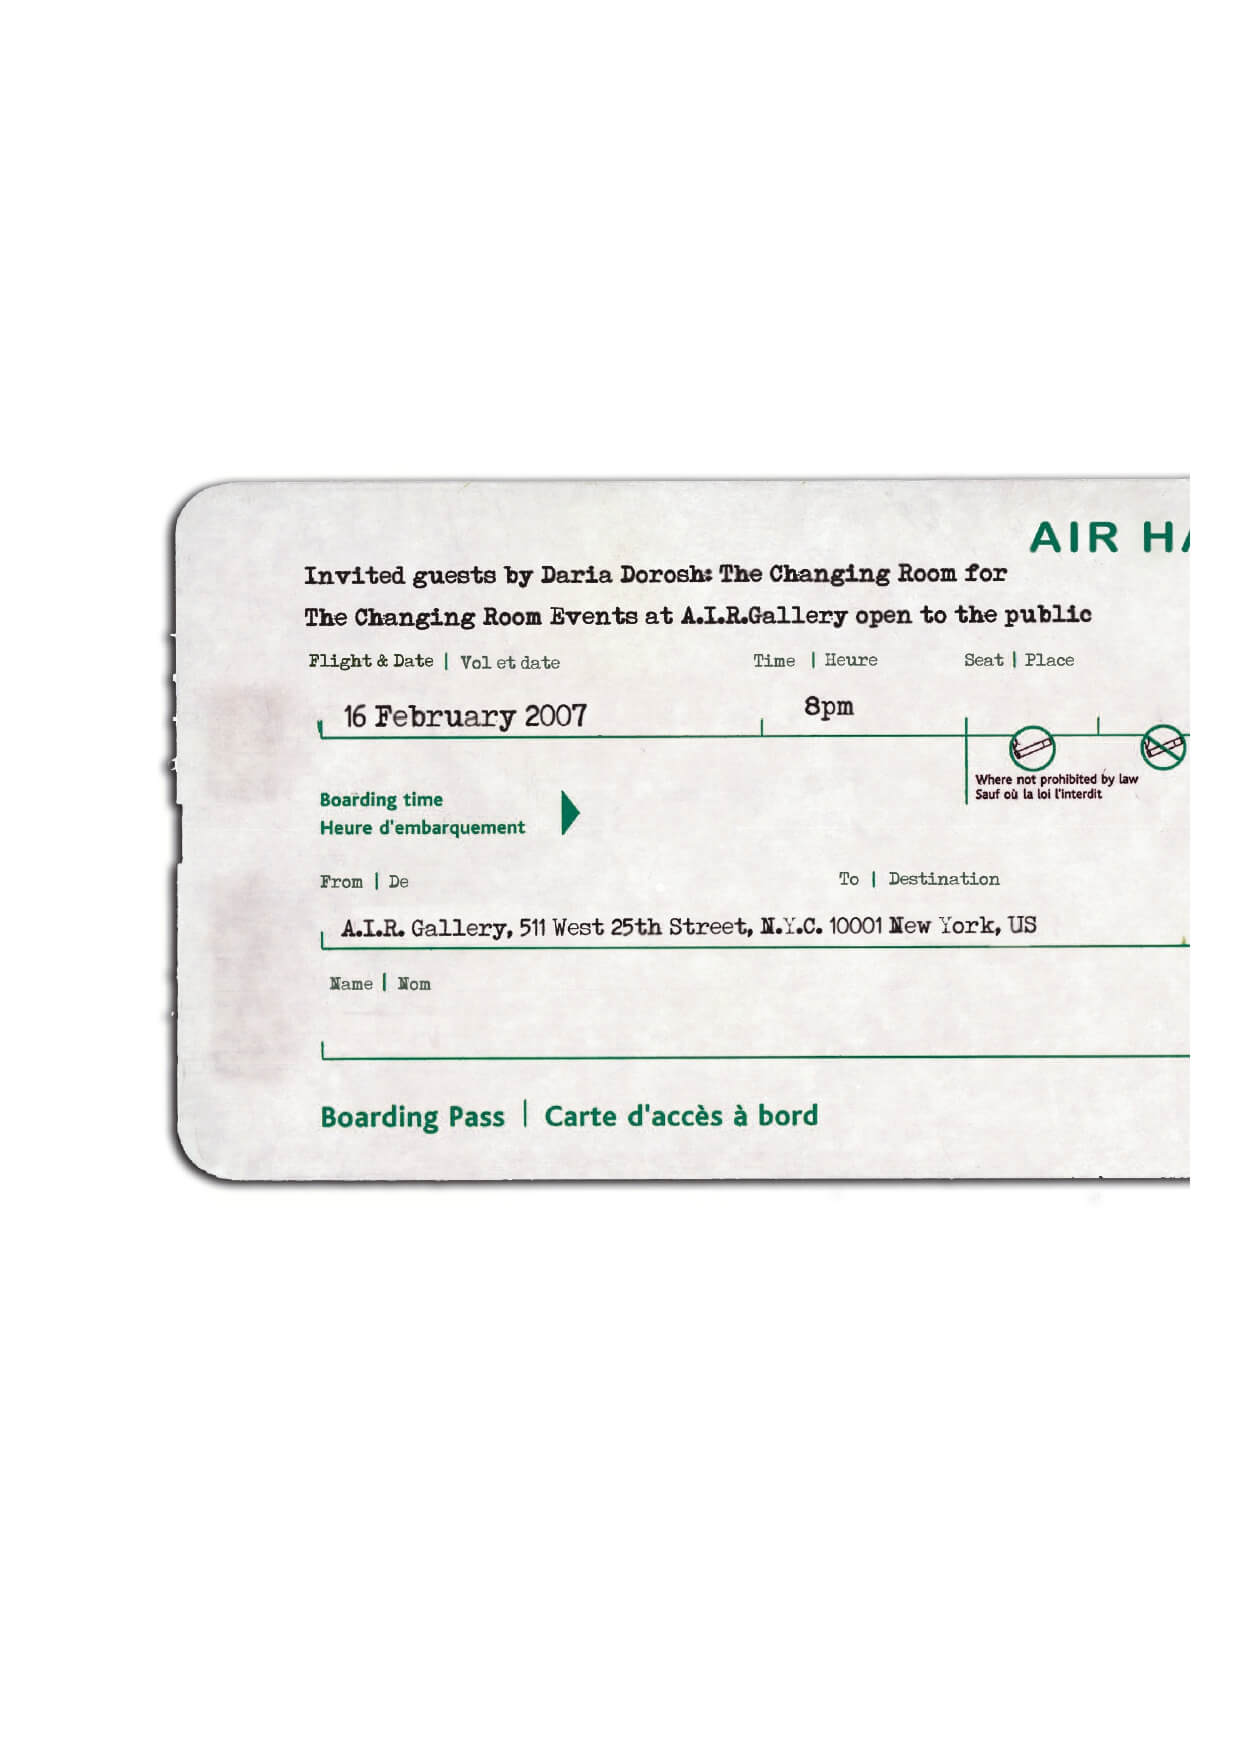 AIR HA
Invited guests by Daria Dorosh: The Changing Room for
The Changing Room Events at A.I.R.Gallery open to the public
Flight & Date | Vol et date Time | Heure Seat | Place
16 February 2007 8pm
Where not prohibited by law
Sauf où la loi l'interdit
Boarding time
Heure d'embarquement
From | De To | Destination
A.I.R. Gallery, 511 West 25th Street, N.Y.C. 10001 New York, US
Name | Nom
Boarding Pass | Carte d'accès à bord